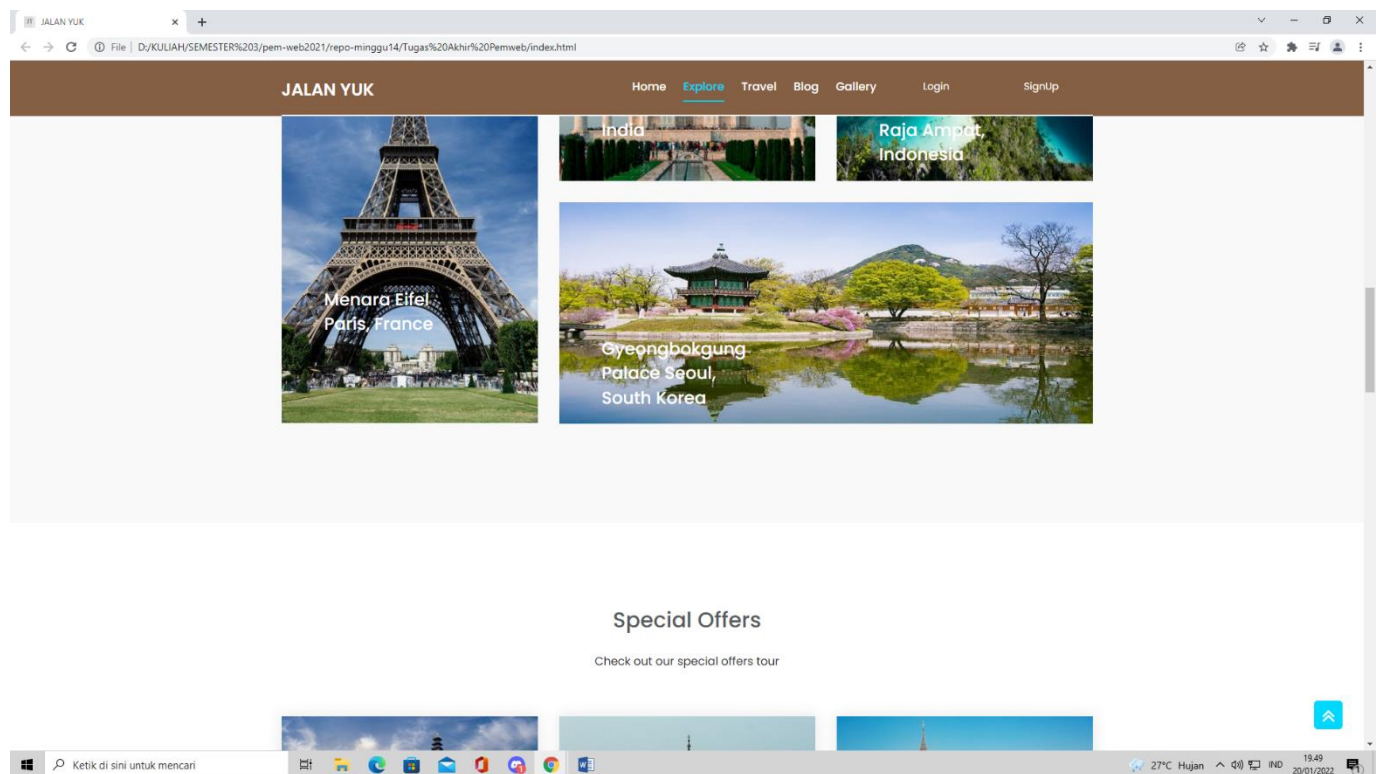 JALAN YUK
File | D:/KULIAH/SEMESTER%203/pem-web2021/repo-minggu14/Tugas%20Akhir%20Pemweb/index.html
JALAN YUK Home Explore Travel Blog Gallery Login SignUp
India
Raja Ampat,
Indonesia
Menara Eifel
Paris, France
Gyeongbokgung
Palace Seoul,
South Korea
Special Offers
Check out our special offers tour
Ketik di sini untuk mencari
27°C Hujan
IND
19.49
20/01/2022